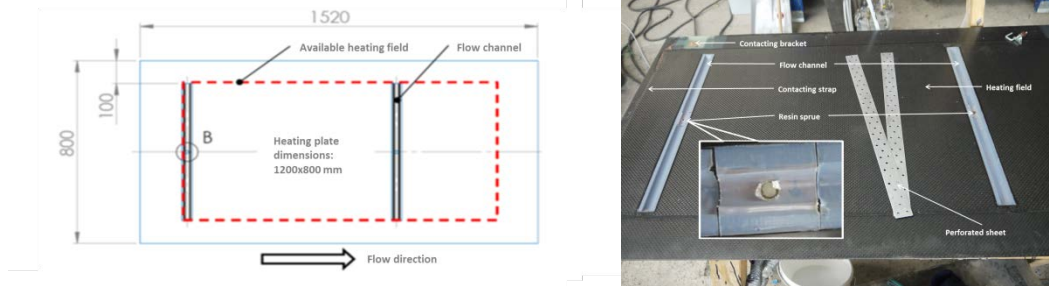 1520
Available heating field
Flow channel
100
800
B
Heating plate
dimensions:
1200x800 mm
Flow direction
Contacting bracket
Flow channel
Contacting strap
Heating field
Resin sprue
Perforated sheet